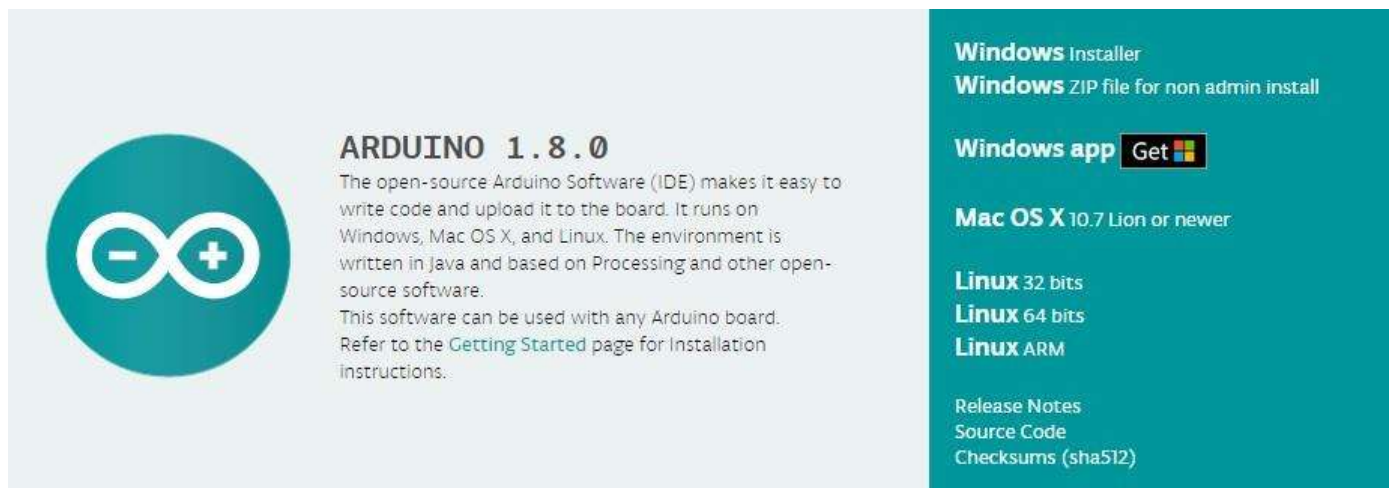 ARDUINO 1.8.0
The open-source Arduino Software (IDE) makes it easy to
write code and upload it to the board. It runs on
Windows, Mac OS X, and Linux. The environment is
written in Java and based on Processing and other open-
source software.
This software can be used with any Arduino board.
Refer to the Getting Started page for Installation
instructions.
Windows Installer
Windows ZIP file for non admin install
Windows app Get
Mac OS X 10.7 Lion or newer
Linux 32 bits
Linux 64 bits
Linux ARM
Release Notes
Source Code
Checksums (sha512)